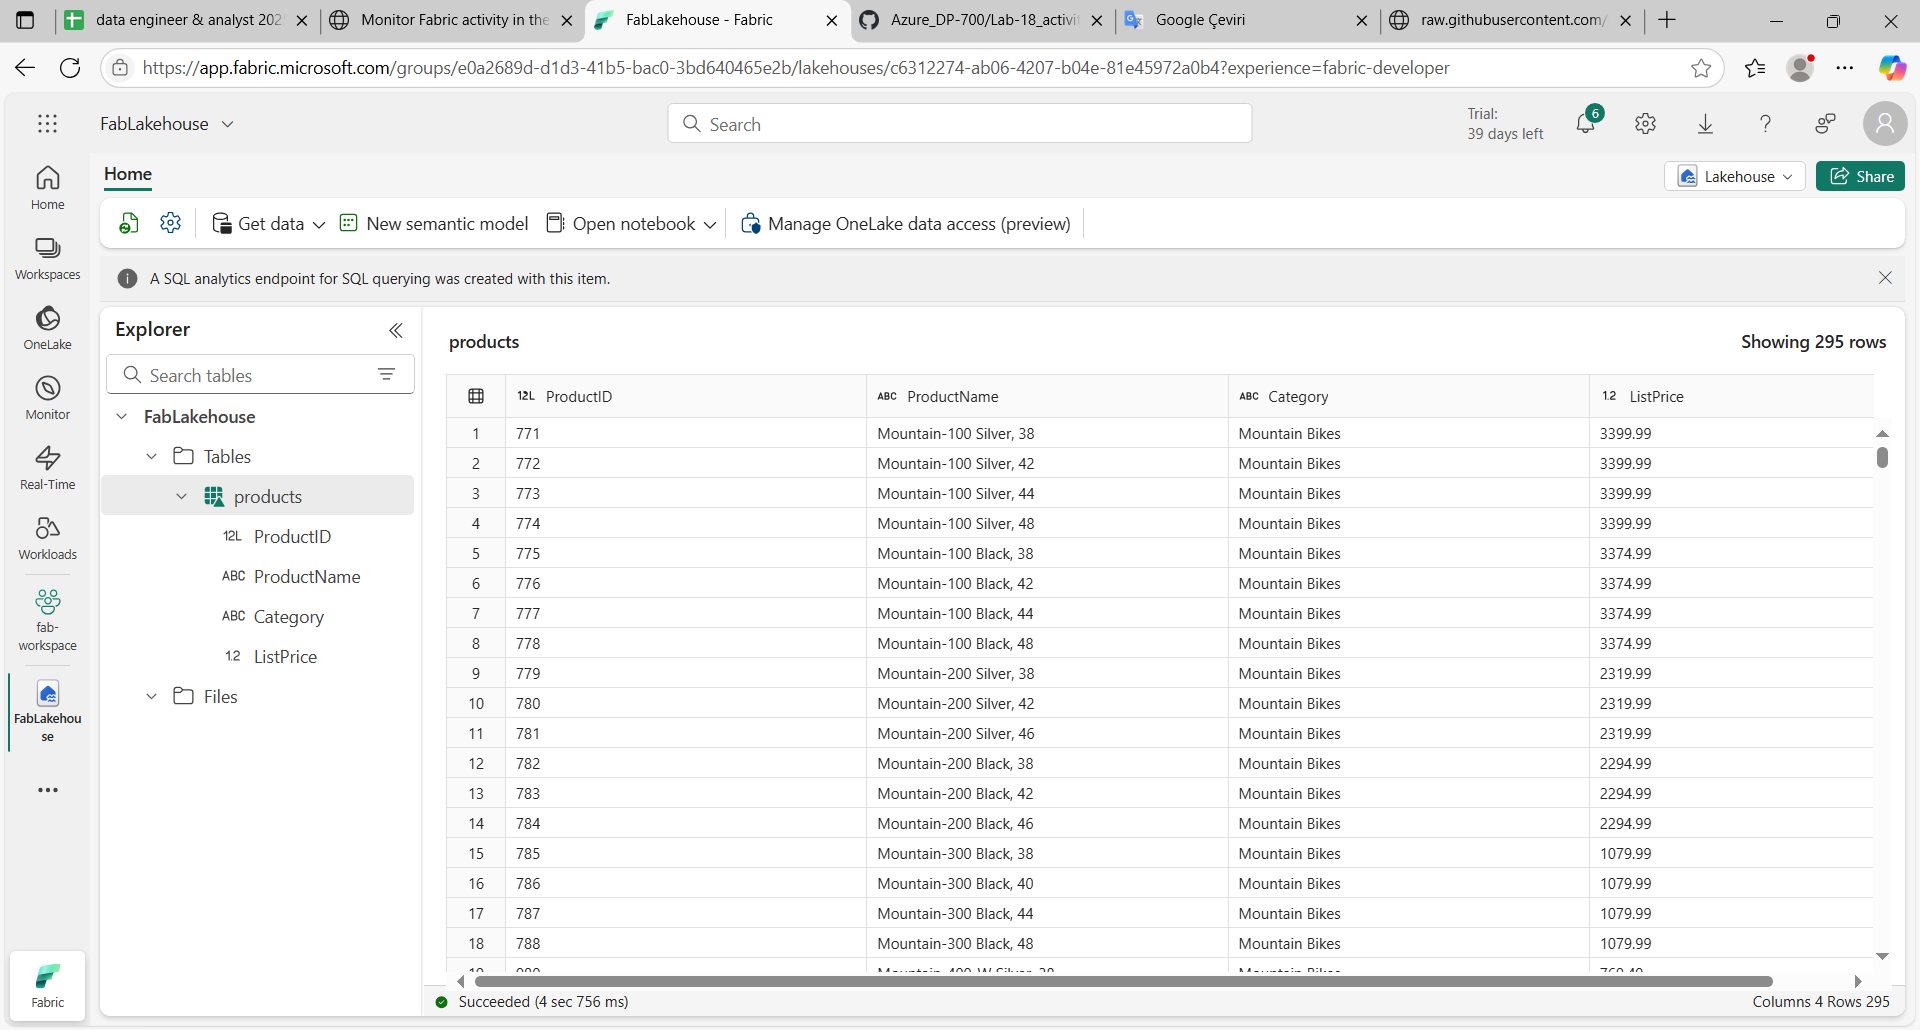 data engineer & analyst 202
Monitor Fabric activity in the
FabLakehouse - Fabric
Azure_DP-700/Lab-18_activit
Google Çeviri
raw.githubusercontent.com/
https://app.fabric.microsoft.com/groups/e0a2689d-d1d3-41b5-bac0-3bd640465e2b/lakehouses/c6312274-ab06-4207-b04e-81e45972a0b4?experience=fabric-developer
FabLakehouse
Search
Trial:
39 days left
6
Home
Lakehouse
Share
Get data
New semantic model
Open notebook
Manage OneLake data access (preview)
A SQL analytics endpoint for SQL querying was created with this item.
Home
Workspaces
OneLake
Monitor
Real-Time
Workloads
fab-
workspace
FabLakehou
se
Fabric
Explorer
Search tables
FabLakehouse
Tables
products
12L ProductID
ABC ProductName
ABC Category
1.2 ListPrice
Files
products
Showing 295 rows
12L ProductID ABC ProductName ABC Category 1.2 ListPrice
1 771 Mountain-100 Silver, 38 Mountain Bikes 3399.99
2 772 Mountain-100 Silver, 42 Mountain Bikes 3399.99
3 773 Mountain-100 Silver, 44 Mountain Bikes 3399.99
4 774 Mountain-100 Silver, 48 Mountain Bikes 3399.99
5 775 Mountain-100 Black, 38 Mountain Bikes 3374.99
6 776 Mountain-100 Black, 42 Mountain Bikes 3374.99
7 777 Mountain-100 Black, 44 Mountain Bikes 3374.99
8 778 Mountain-100 Black, 48 Mountain Bikes 3374.99
9 779 Mountain-200 Silver, 38 Mountain Bikes 2319.99
10 780 Mountain-200 Silver, 42 Mountain Bikes 2319.99
11 781 Mountain-200 Silver, 46 Mountain Bikes 2319.99
12 782 Mountain-200 Black, 38 Mountain Bikes 2294.99
13 783 Mountain-200 Black, 42 Mountain Bikes 2294.99
14 784 Mountain-200 Black, 46 Mountain Bikes 2294.99
15 785 Mountain-300 Black, 38 Mountain Bikes 1079.99
16 786 Mountain-300 Black, 40 Mountain Bikes 1079.99
17 787 Mountain-300 Black, 44 Mountain Bikes 1079.99
18 788 Mountain-300 Black, 48 Mountain Bikes 1079.99
Succeeded (4 sec 756 ms)
Columns 4 Rows 295